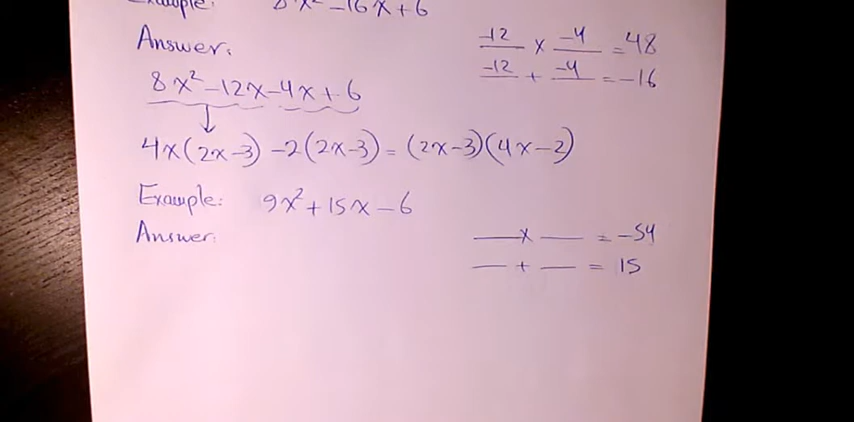 Example: 8x² -16x + 6
Answer:
-12 x -4 = 48
-12 + -4 = -16
8x² -12x -4x + 6
4x(2x-3) -2(2x-3) = (2x-3)(4x-2)
Example: 9x² + 15x - 6
Answer:
___ x ___ = -54
___ + ___ = 15